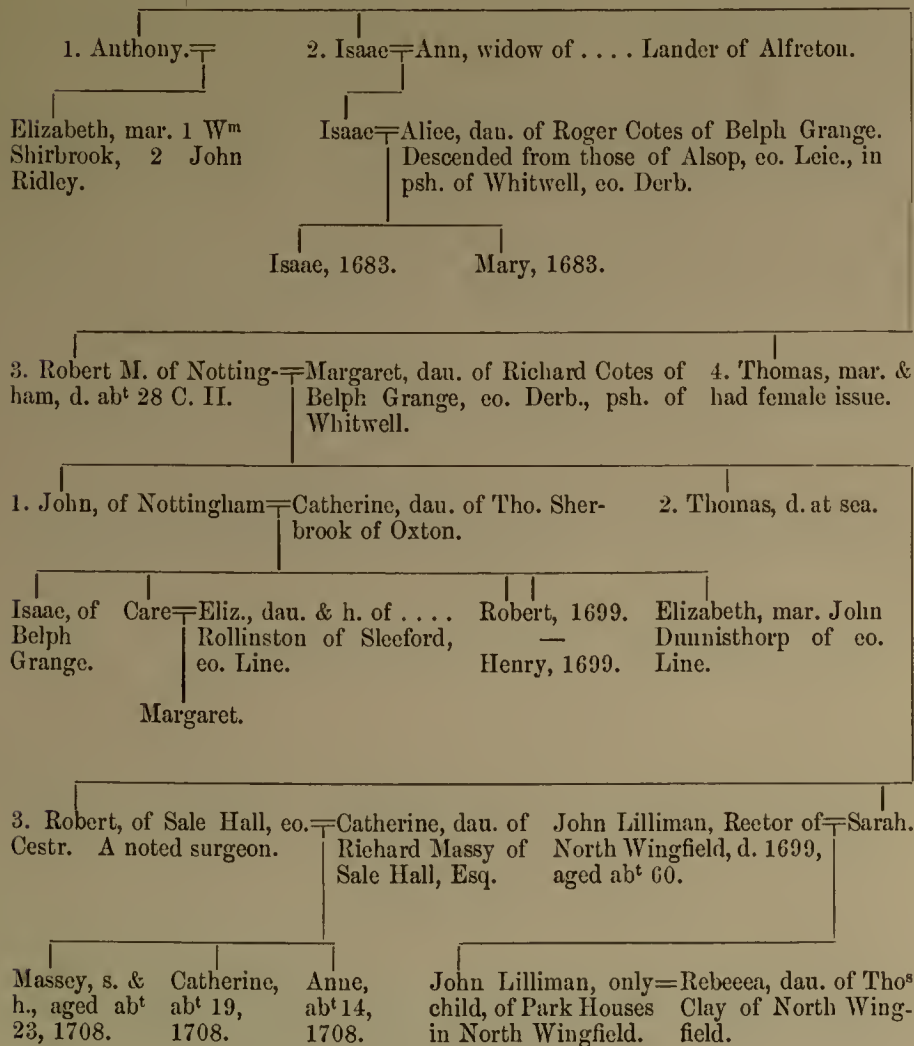 1. Anthony.
2. Isaac=Ann, widow of .... Lander of Alfreton.
Elizabeth, mar. 1 Wᵐ
Shirbrook, 2 John
Ridley.
Isaac=Alice, dau. of Roger Cotes of Belph Grange.
Descended from those of Alsop, co. Leic., in
psh. of Whitwell, co. Derb.
Isaac, 1683.
Mary, 1683.
3. Robert M. of Notting-
ham, d. abᵗ 28 C. II.
=Margaret, dau. of Richard Cotes of
Belph Grange, co. Derb., psh. of
Whitwell.
4. Thomas, mar. &
had female issue.
1. John, of Nottingham=Catherine, dau. of Tho. Sher-
brook of Oxton.
2. Thomas, d. at sea.
Isaac, of
Belph
Grange.
Care=Eliz., dau. & h. of ....
Rollinston of Sleeford,
co. Linc.
Robert, 1699.
—
Henry, 1699.
Elizabeth, mar. John
Dunnisthorp of co.
Linc.
Margaret.
3. Robert, of Sale Hall, co.
Cestr. A noted surgeon.
=Catherine, dau. of
Richard Massy of
Sale Hall, Esq.
John Lilliman, Rector of=Sarah.
North Wingfield, d. 1699,
aged abᵗ 60.
Massey, s. &
h., aged abᵗ
23, 1708.
Catherine,
abᵗ 19,
1708.
Anne,
abᵗ 14,
1708.
John Lilliman, only
child, of Park Houses
in North Wingfield.
=Rebecca, dau. of Thoˢ
Clay of North Wing-
field.